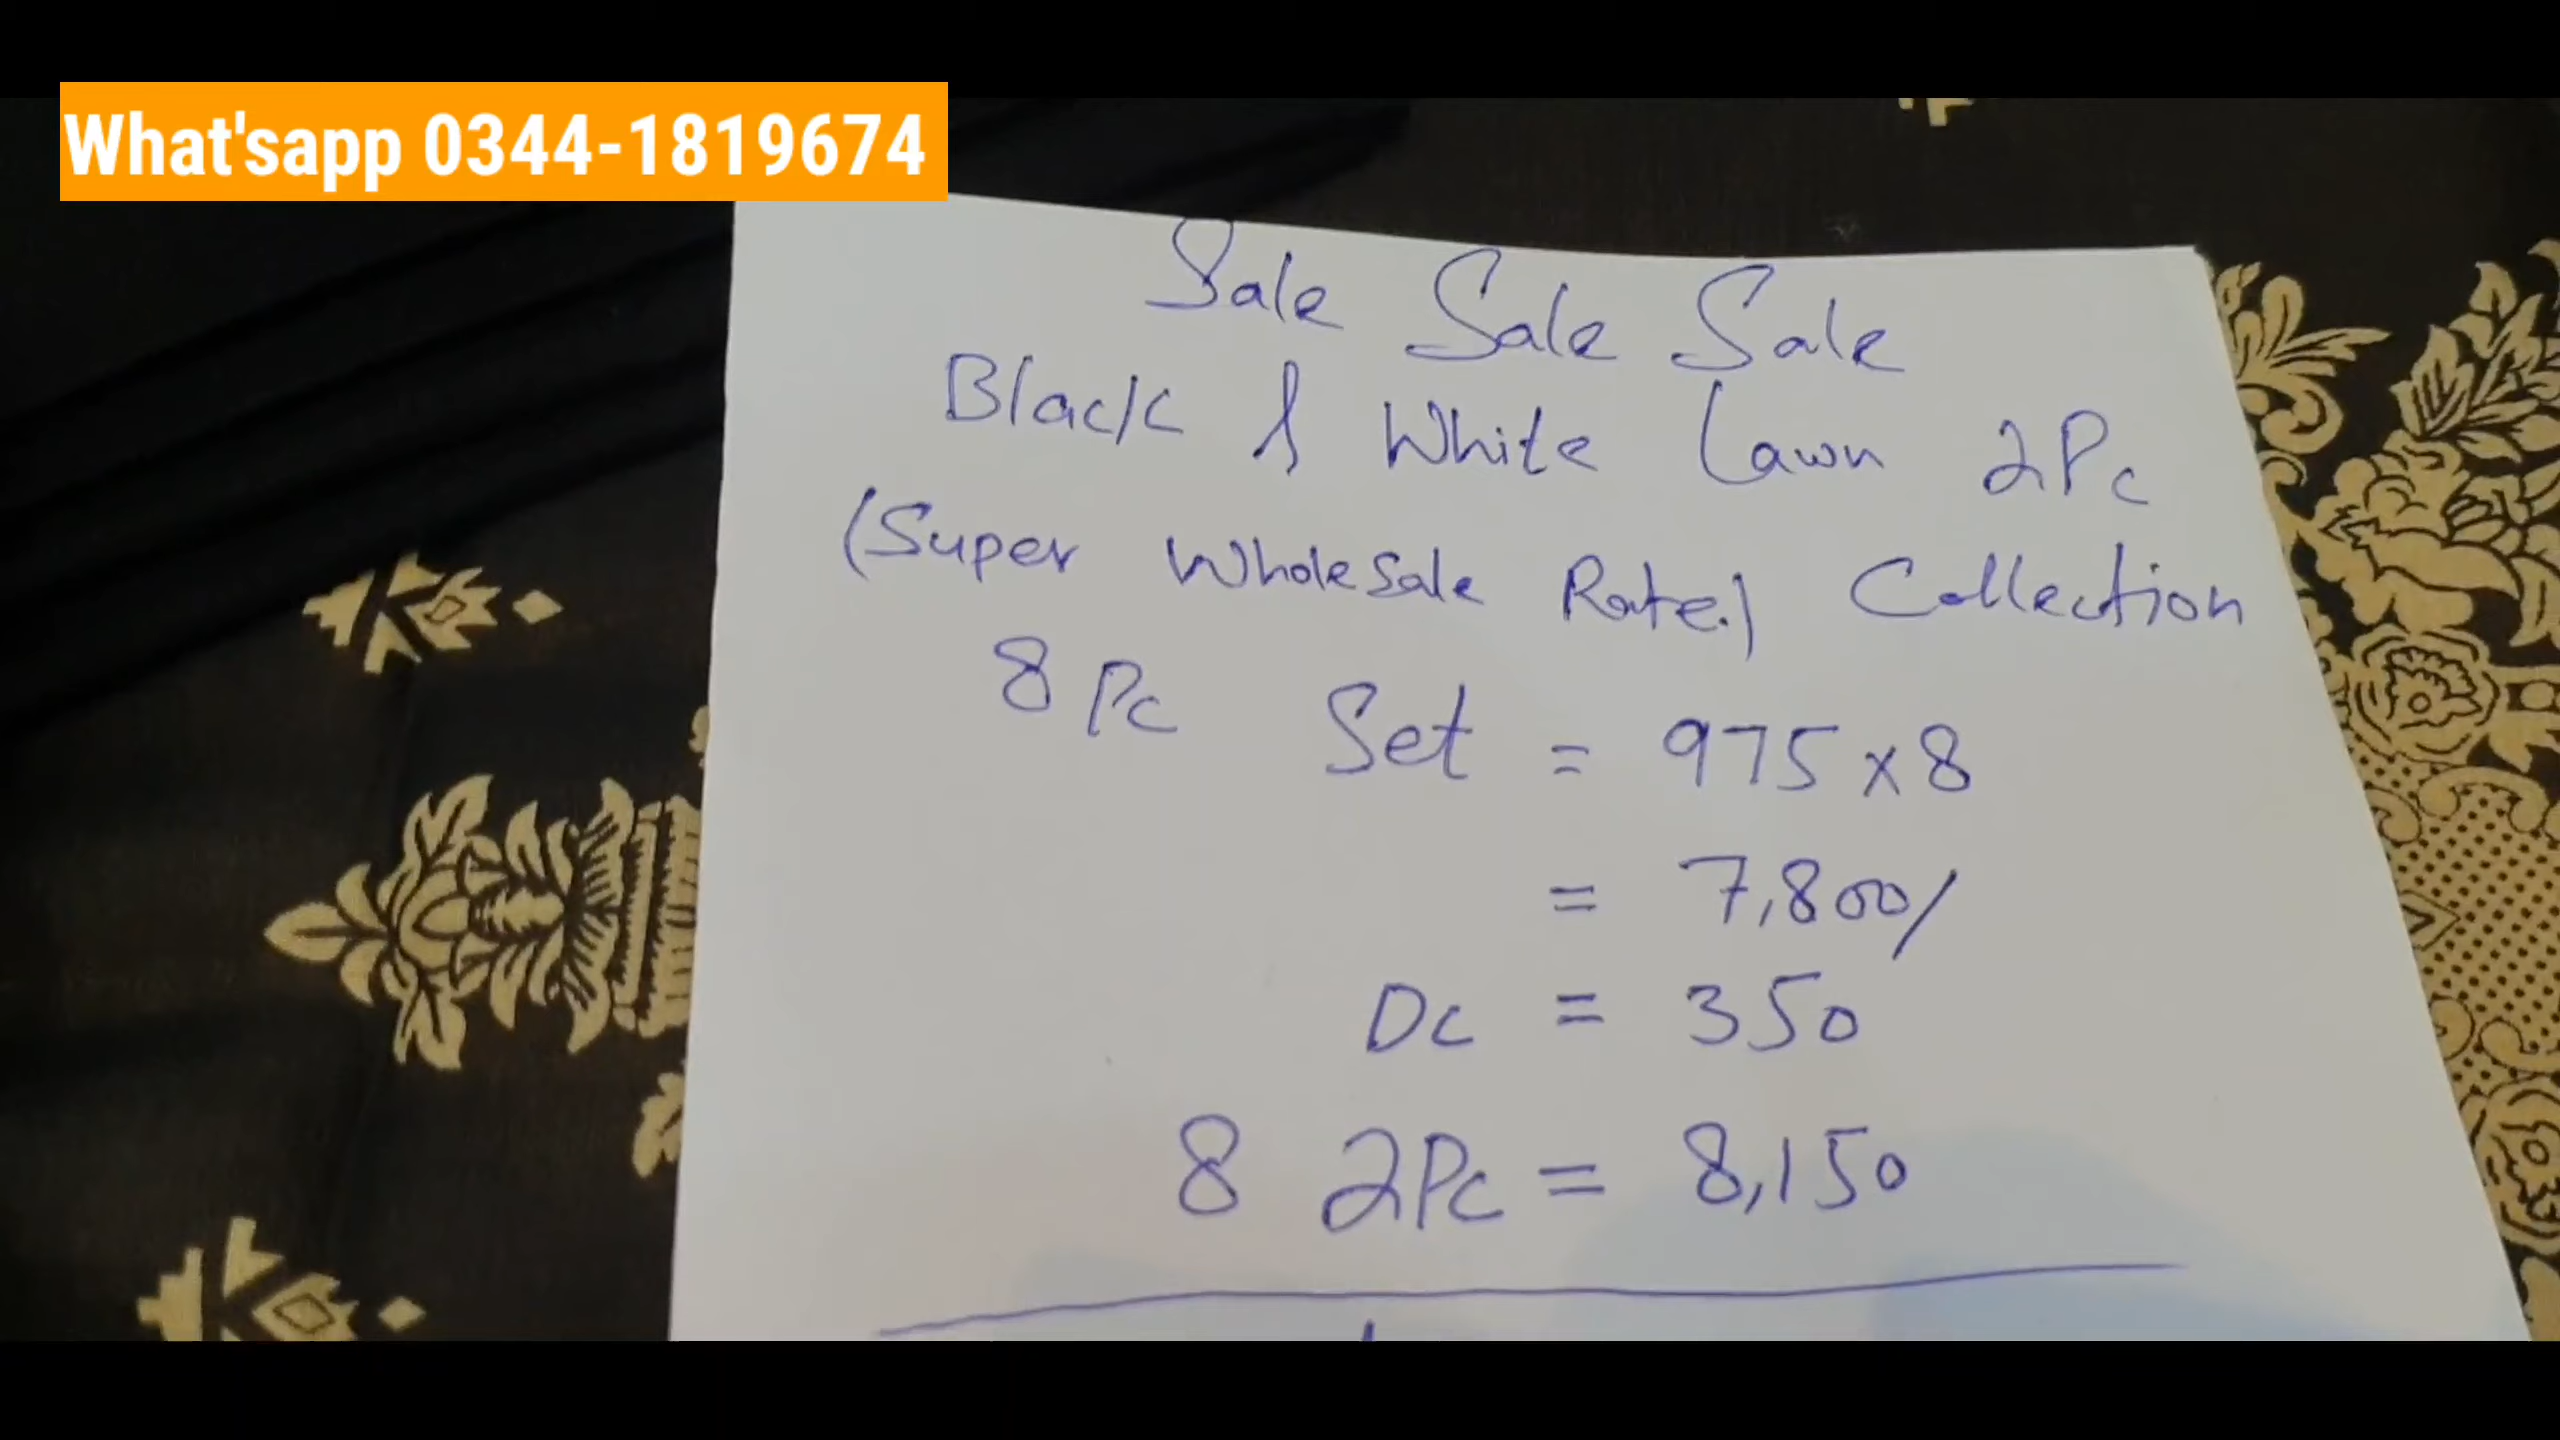 What'sapp 0344-1819674
Sale Sale Sale
Black & White Lawn 2Pc
(Super Wholesale Rate.) Collection
8 Pc Set = 975 x 8
= 7,800/
Dc = 350
8 2Pc = 8,150